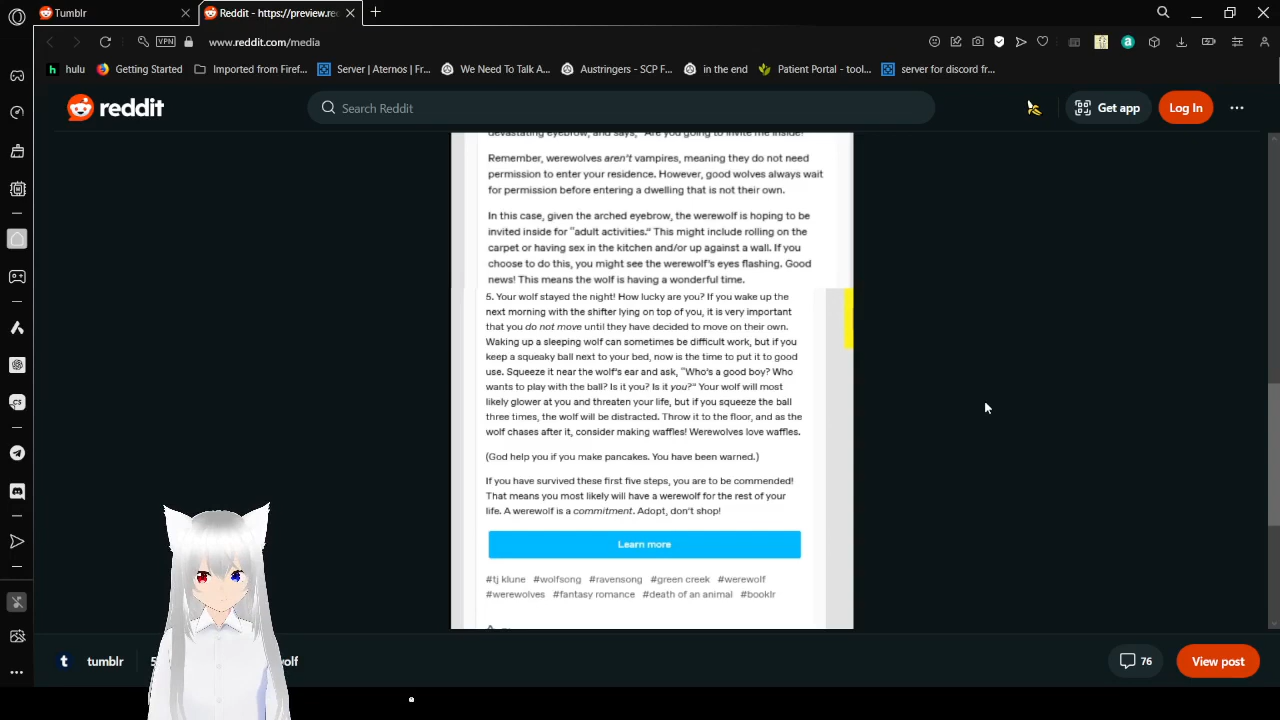 Tumblr
Reddit - https://preview.red
VPN
www.reddit.com/media
hulu
Getting Started
Imported from Firef...
Server | Aternos | Fr...
We Need To Talk A...
Austringers - SCP F...
in the end
Patient Portal - tool...
server for discord fr...
reddit
Search Reddit
Get app
Log In
devastating eyebrow, and says, "Are you going to invite me inside?"
Remember, werewolves aren't vampires, meaning they do not need
permission to enter your residence. However, good wolves always wait
for permission before entering a dwelling that is not their own.
In this case, given the arched eyebrow, the werewolf is hoping to be
invited inside for "adult activities." This might include rolling on the
carpet or having sex in the kitchen and/or up against a wall. If you
choose to do this, you might see the werewolf's eyes flashing. Good
news! This means the wolf is having a wonderful time.
5. Your wolf stayed the night! How lucky are you? If you wake up the
next morning with the shifter lying on top of you, it is very important
that you do not move until they have decided to move on their own.
Waking up a sleeping wolf can sometimes be difficult work, but if you
keep a squeaky ball next to your bed, now is the time to put it to good
use. Squeeze it near the wolf's ear and ask, "Who's a good boy? Who
wants to play with the ball? Is it you? Is it you?" Your wolf will most
likely glower at you and threaten your life, but if you squeeze the ball
three times, the wolf will be distracted. Throw it to the floor, and as the
wolf chases after it, consider making waffles! Werewolves love waffles.
(God help you if you make pancakes. You have been warned.)
If you have survived these first five steps, you are to be commended!
That means you most likely will have a werewolf for the rest of your
life. A werewolf is a commitment. Adopt, don't shop!
Learn more
#tj klune #wolfsong #ravensong #green creek #werewolf
#werewolves #fantasy romance #death of an animal #booklr
tumblr
5
olf
76
View post